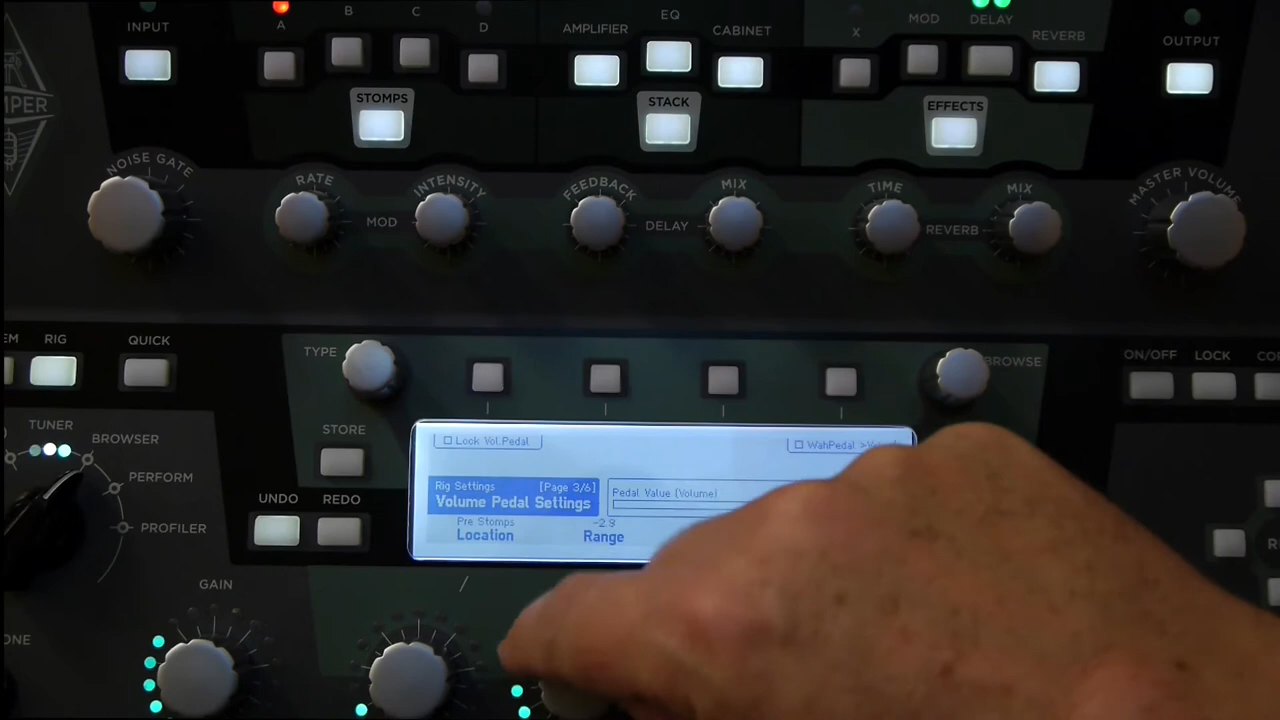 INPUT
A
B
C
D
AMPLIFIER
EQ
CABINET
X
MOD
DELAY
REVERB
OUTPUT
STOMPS
STACK
EFFECTS
NOISE GATE
RATE
MOD
INTENSITY
FEEDBACK
DELAY
MIX
TIME
REVERB
MIX
MASTER VOLUME
RIG
QUICK
TYPE
BROWSE
ON/OFF
LOCK
TUNER
BROWSER
PERFORM
PROFILER
STORE
UNDO
REDO
Lock Vol.Pedal
WahPedal >
Rig Settings [Page 3/6]
Volume Pedal Settings
Pedal Value (Volume)
Pre Stomps
Location
-2.9
Range
GAIN